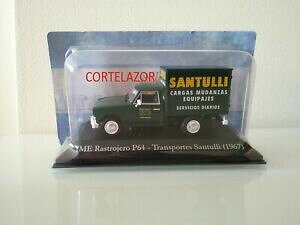 CORTELAZOR/
SANTULLI
CARGAS MUDANZAS
EQUIPAJES
SERVICIOS DIARIOS
IME Rastrojero P64 - Transportes Santulli (1967)